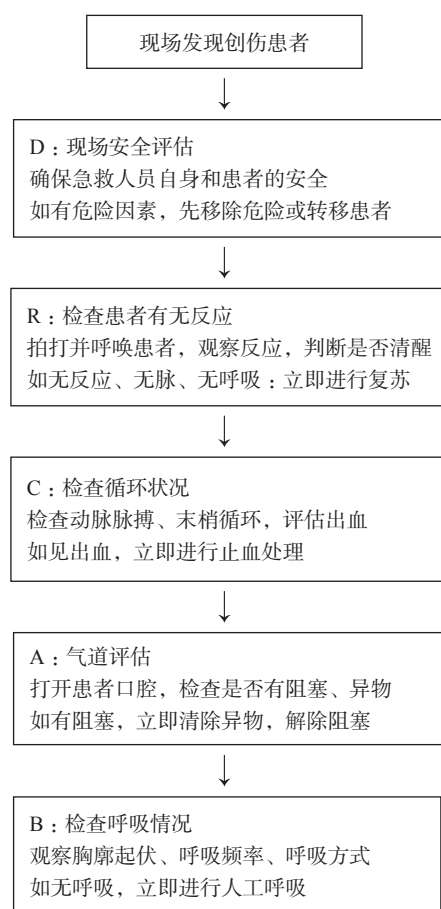 现场发现创伤患者
D：现场安全评估
确保急救人员自身和患者的安全
如有危险因素，先移除危险或转移患者
R：检查患者有无反应
拍打并呼唤患者，观察反应，判断是否清醒
如无反应、无脉、无呼吸：立即进行复苏
C：检查循环状况
检查动脉脉搏、末梢循环，评估出血
如见出血，立即进行止血处理
A：气道评估
打开患者口腔，检查是否有阻塞、异物
如有阻塞，立即清除异物，解除阻塞
B：检查呼吸情况
观察胸廓起伏、呼吸频率、呼吸方式
如无呼吸，立即进行人工呼吸